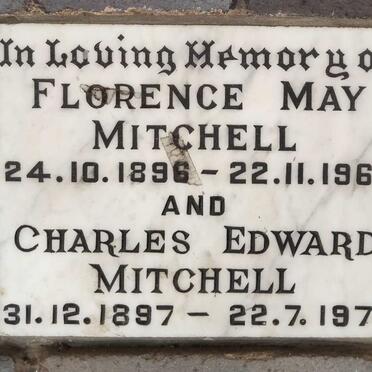 In Loving Memory o
FLORENCE MAY
MITCHELL
24.10.1896 – 22.11.196
AND
CHARLES EDWARD
MITCHELL
31.12.1897 – 22.7.197